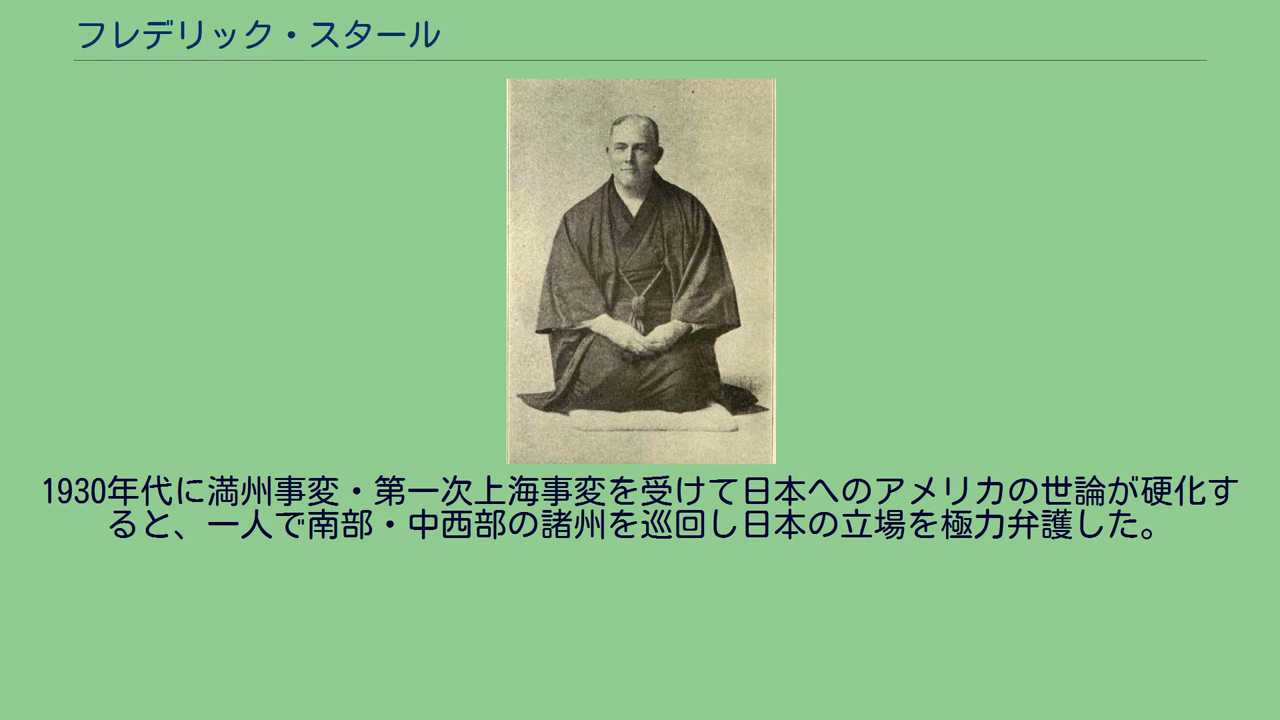 フレデリック・スタール
1930年代に満州事変・第一次上海事変を受けて日本へのアメリカの世論が硬化す
ると、一人で南部・中西部の諸州を巡回し日本の立場を極力弁護した。